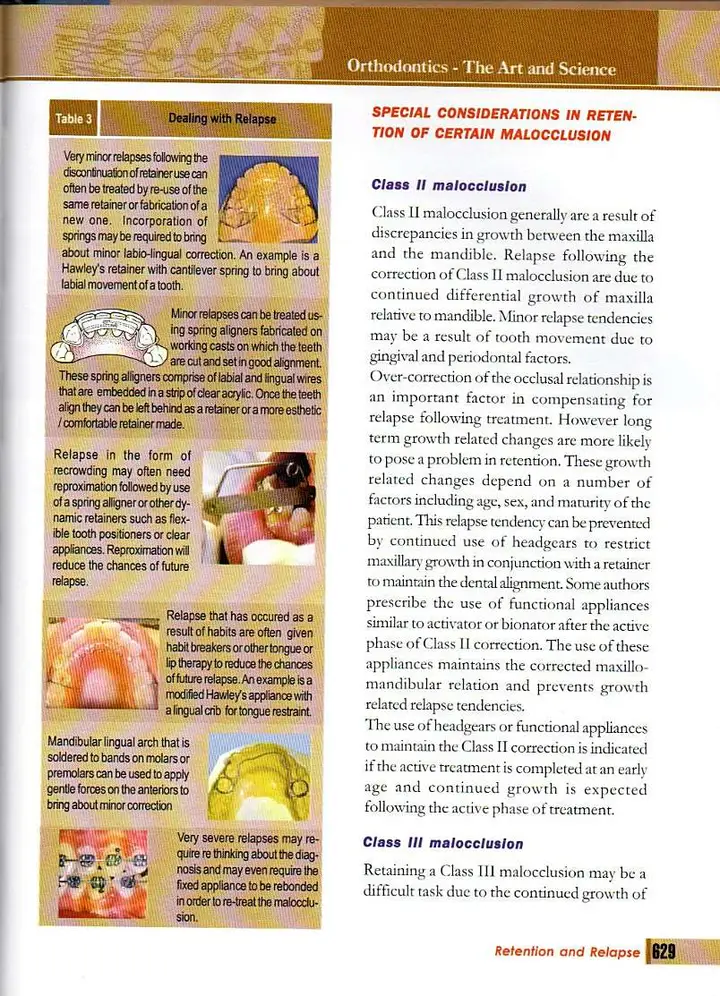 Orthodontics - The Art and Science
Table 3
Dealing with Relapse
Very minor relapses following the
discontinuation of retainer use can
often be treated by re-use of the
same retainer or fabrication of a
new one. Incorporation of
springs may be required to bring
about minor labio-lingual correction. An example is a
Hawley's retainer with cantilever spring to bring about
labial movement of a tooth.
Minor relapses can be treated us-
ing spring aligners fabricated on
working casts on which the teeth
are cut and set in good alignment.
These spring alligners comprise of labial and lingual wires
that are embedded in a strip of clear acrylic. Once the teeth
align they can be left behind as a retainer or a more esthetic
/ comfortable retainer made.
Relapse in the form of
recrowding may often need
reproximation followed by use
of a spring alligner or other dy-
namic retainers such as flex-
ible tooth positioners or clear
appliances. Reproximation will
reduce the chances of future
relapse.
Relapse that has occured as a
result of habits are often given
habit breakers or other tongue or
lip therapy to reduce the chances
of future relapse. An example is a
modified Hawley's appliance with
a lingual crib for tongue restraint.
Mandibular lingual arch that is
soldered to bands on molars or
premolars can be used to apply
gentle forces on the anteriors to
bring about minor correction
Very severe relapses may re-
quire re thinking about the diag-
nosis and may even require the
fixed appliance to be rebonded
in order to re-treat the malocclu-
sion.
SPECIAL CONSIDERATIONS IN RETEN-
TION OF CERTAIN MALOCCLUSION
Class II malocclusion
Class II malocclusion generally are a result of
discrepancies in growth between the maxilla
and the mandible. Relapse following the
correction of Class II malocclusion are due to
continued differential growth of maxilla
relative to mandible. Minor relapse tendencies
may be a result of tooth movement due to
gingival and periodontal factors.
Over-correction of the occlusal relationship is
an important factor in compensating for
relapse following treatment. However long
term growth related changes are more likely
to pose a problem in retention. These growth
related changes depend on a number of
factors including age, sex, and maturity of the
patient. This relapse tendency can be prevented
by continued use of headgears to restrict
maxillary growth in conjunction with a retainer
to maintain the dental alignment. Some authors
prescribe the use of functional appliances
similar to activator or bionator after the active
phase of Class II correction. The use of these
appliances maintains the corrected maxillo-
mandibular relation and prevents growth
related relapse tendencies.
The use of headgears or functional appliances
to maintain the Class II correction is indicated
if the active treatment is completed at an early
age and continued growth is expected
following the active phase of treatment.
Class III malocclusion
Retaining a Class III malocclusion may be a
difficult task due to the continued growth of
Retention and Relapse 629